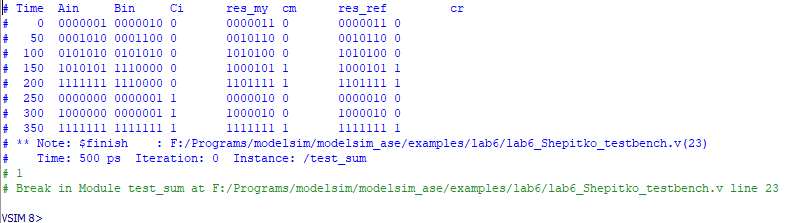 # Time  Ain     Bin     Ci      res_my  cm      res_ref         cr
#    0  0000001 0000010 0       0000011 0       0000011 0
#   50  0001010 0001100 0       0010110 0       0010110 0
#  100  0101010 0101010 0       1010100 0       1010100 0
#  150  1010101 1110000 0       1000101 1       1000101 1
#  200  1111111 1110000 0       1101111 1       1101111 1
#  250  0000000 0000001 1       0000010 0       0000010 0
#  300  1000000 0000001 1       1000010 0       1000010 0
#  350  1111111 1111111 1       1111111 1       1111111 1
# ** Note: $finish    : F:/Programs/modelsim/modelsim_ase/examples/lab6/lab6_Shepitko_testbench.v(23)
#    Time: 500 ps  Iteration: 0  Instance: /test_sum
# 1
# Break in Module test_sum at F:/Programs/modelsim/modelsim_ase/examples/lab6/lab6_Shepitko_testbench.v line 23
VSIM 8>